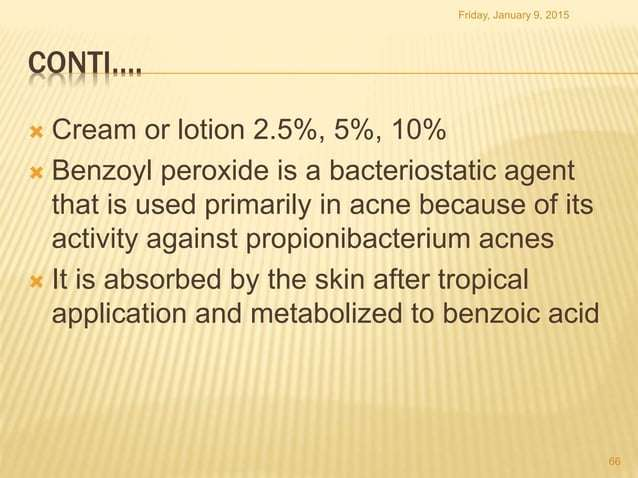 Friday, January 9, 2015
CONTI....
Cream or lotion 2.5%, 5%, 10%
Benzoyl peroxide is a bacteriostatic agent
that is used primarily in acne because of its
activity against propionibacterium acnes
It is absorbed by the skin after tropical
application and metabolized to benzoic acid
66